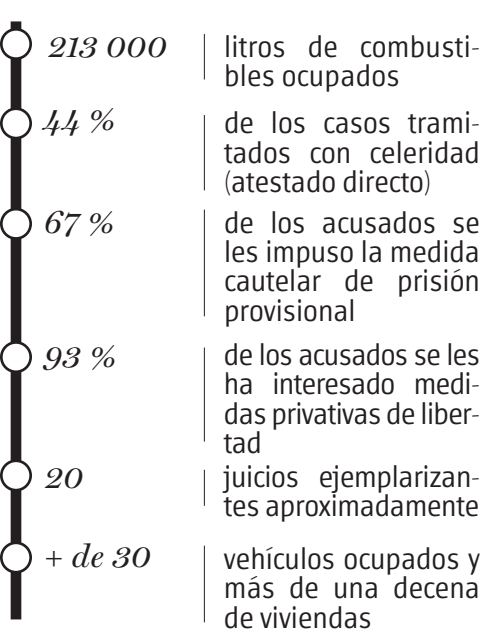 213 000
litros de combusti-
bles ocupados
44 %
de los casos trami-
tados con celeridad
(atestado directo)
67 %
de los acusados se
les impuso la medida
cautelar de prisión
provisional
93 %
de los acusados se les
ha interesado medi-
das privativas de liber-
tad
20
juicios ejemplarizan-
tes aproximadamente
+ de 30
vehículos ocupados y
más de una decena
de viviendas